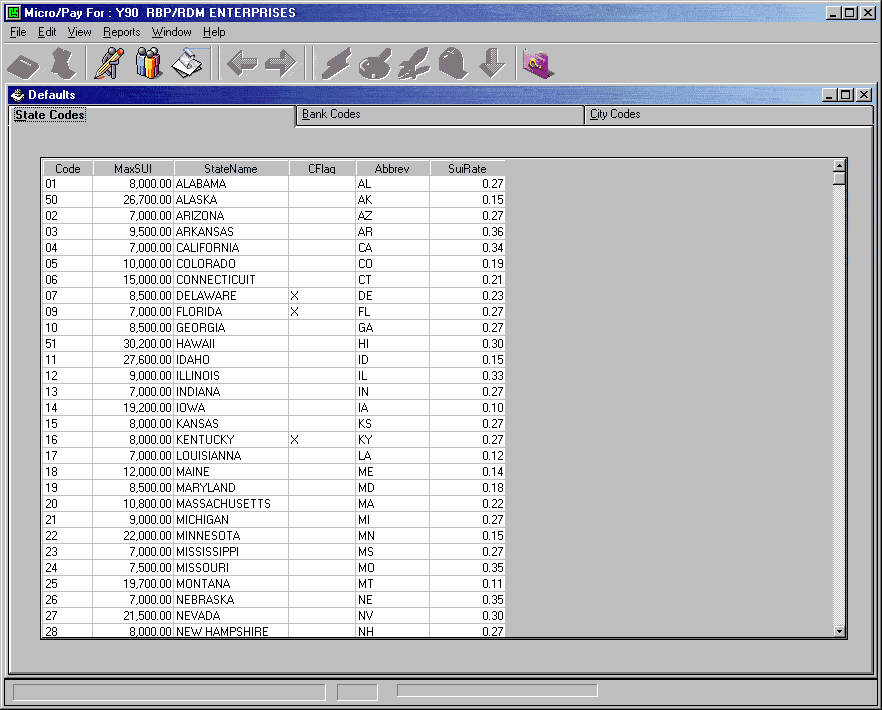 Micro/Pay For : Y90 RBP/RDM ENTERPRISES
File Edit View Reports Window Help
Defaults
State Codes Bank Codes City Codes
Code MaxSUI StateName CFlag Abbrev SuiRate
01 8,000.00 ALABAMA AL 0.27
50 26,700.00 ALASKA AK 0.15
02 7,000.00 ARIZONA AZ 0.27
03 9,500.00 ARKANSAS AR 0.36
04 7,000.00 CALIFORNIA CA 0.34
05 10,000.00 COLORADO CO 0.19
06 15,000.00 CONNECTICUIT CT 0.21
07 8,500.00 DELAWARE X DE 0.23
09 7,000.00 FLORIDA X FL 0.27
10 8,500.00 GEORGIA GA 0.27
51 30,200.00 HAWAII HI 0.30
11 27,600.00 IDAHO ID 0.15
12 9,000.00 ILLINOIS IL 0.33
13 7,000.00 INDIANA IN 0.27
14 19,200.00 IOWA IA 0.10
15 8,000.00 KANSAS KS 0.27
16 8,000.00 KENTUCKY X KY 0.27
17 7,000.00 LOUISIANNA LA 0.12
18 12,000.00 MAINE ME 0.14
19 8,500.00 MARYLAND MD 0.18
20 10,800.00 MASSACHUSETTS MA 0.22
21 9,000.00 MICHIGAN MI 0.27
22 22,000.00 MINNESOTA MN 0.15
23 7,000.00 MISSISSIPPI MS 0.27
24 7,500.00 MISSOURI MO 0.35
25 19,700.00 MONTANA MT 0.11
26 7,000.00 NEBRASKA NE 0.35
27 21,500.00 NEVADA NV 0.30
28 8,000.00 NEW HAMPSHIRE NH 0.27